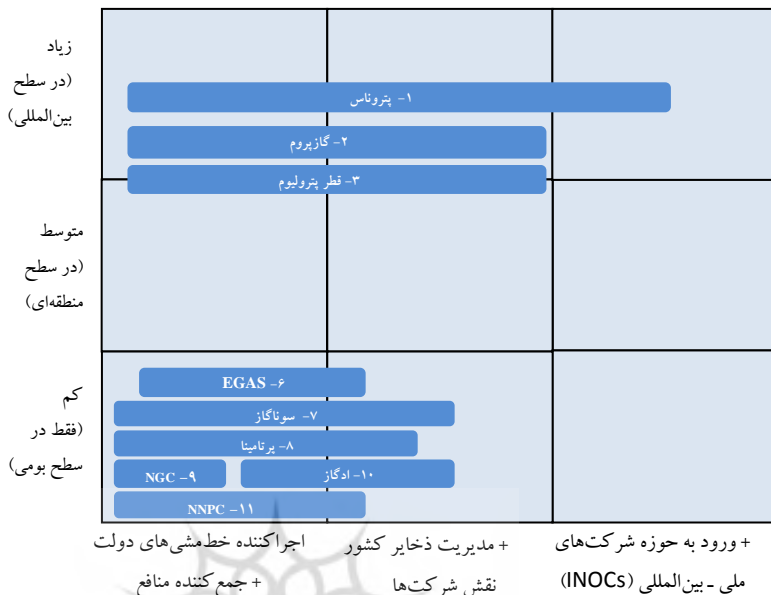 زیاد
(در سطح
بین‌المللی)
۱- پتروناس
۲- گازپروم
۳- قطر پترولیوم
متوسط
(در سطح
منطقه‌ای)
کم
(فقط در
سطح بومی)
۶- EGAS
۷- سوناگاز
۸- پرتامینا
۹- NGC
۱۰- ادگاز
۱۱- NNPC
اجراکننده خط‌مشی‌های دولت
+ جمع‌کننده منافع
+ مدیریت ذخایر کشور
نقش شرکت‌ها
+ ورود به حوزه شرکت‌های
ملی ـ بین‌المللی (INOCs)